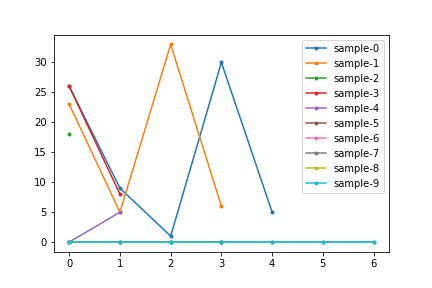 30
25
20
15
10
5
0
0 1 2 3 4 5 6
sample-0
sample-1
sample-2
sample-3
sample-4
sample-5
sample-6
sample-7
sample-8
sample-9